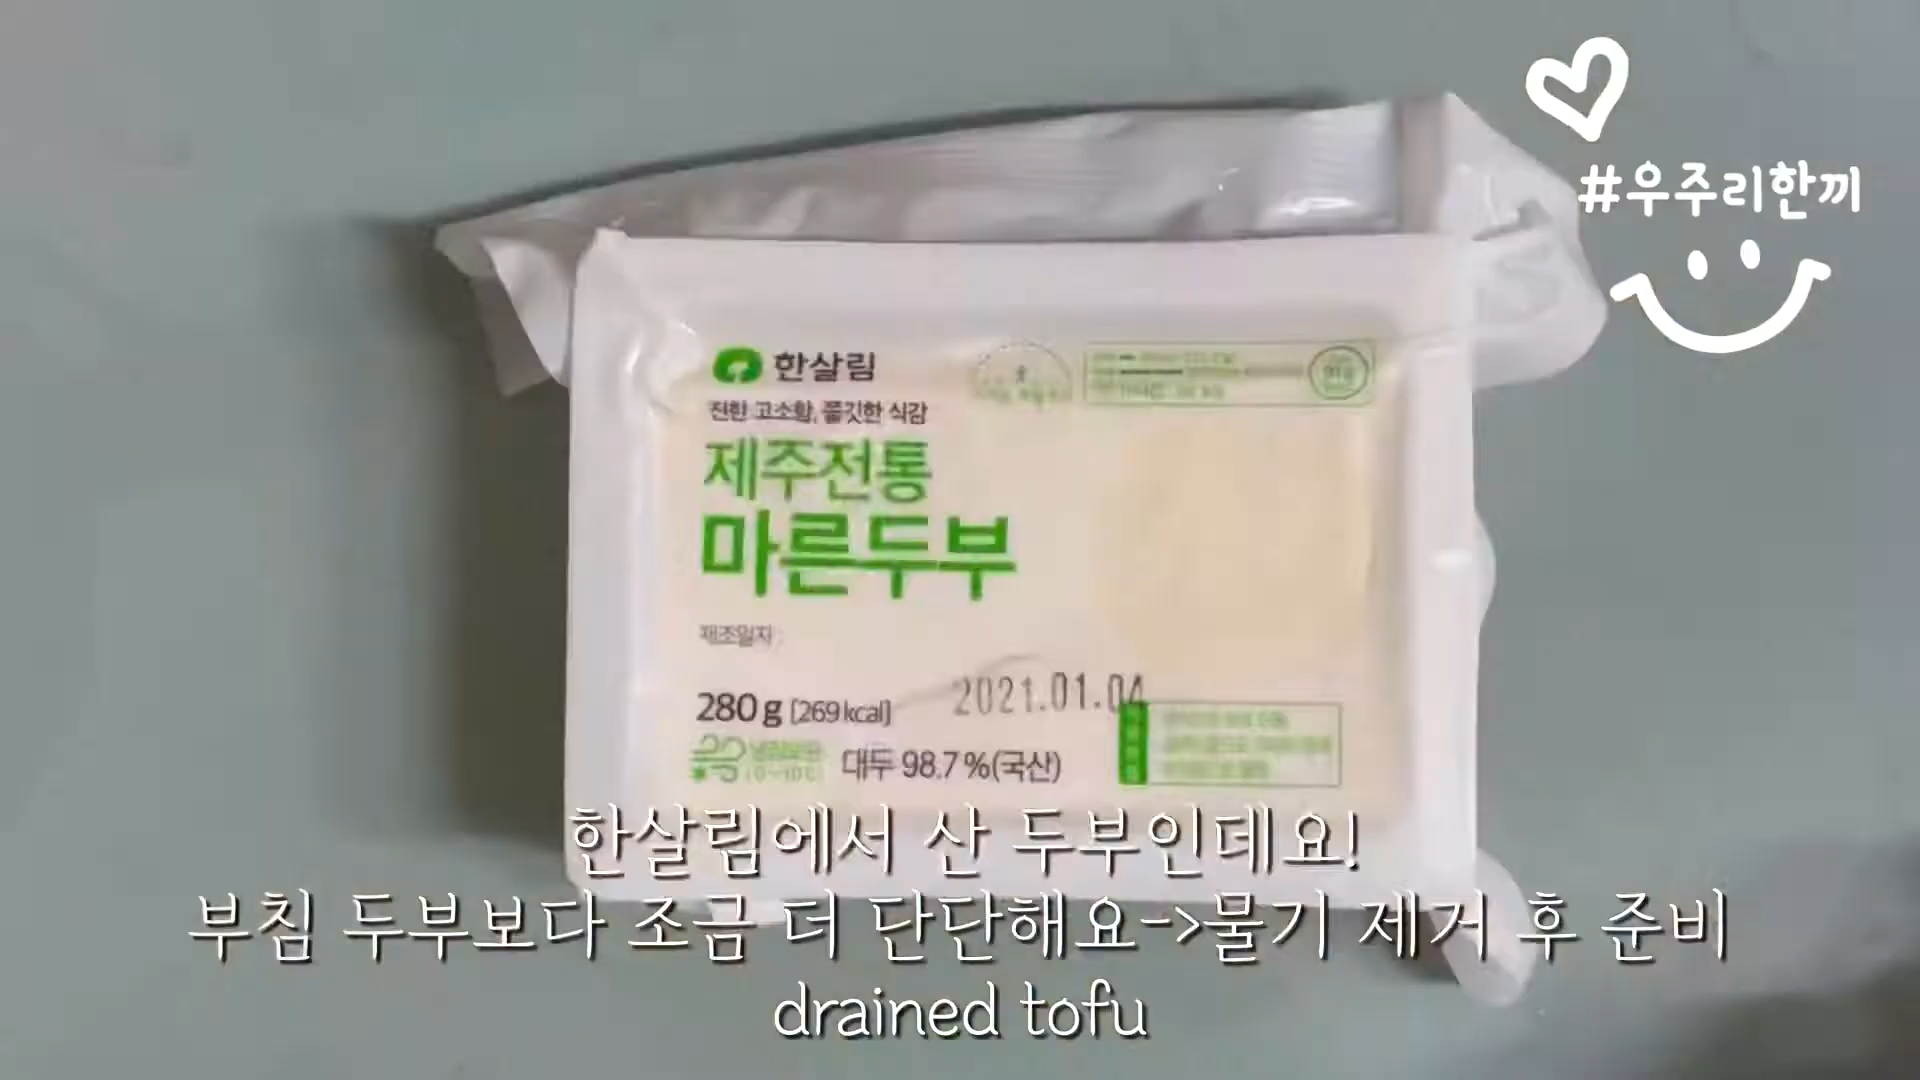 #우주리한끼
한살림
진한 고소함, 쫄깃한 식감
제주전통
마른두부
제조일자 :
2021.01.04
280g [269kcal]
대두 98.7%(국산)
한살림에서 산 두부인데요!
부침 두부보다 조금 더 단단해요->물기 제거 후 준비
drained tofu